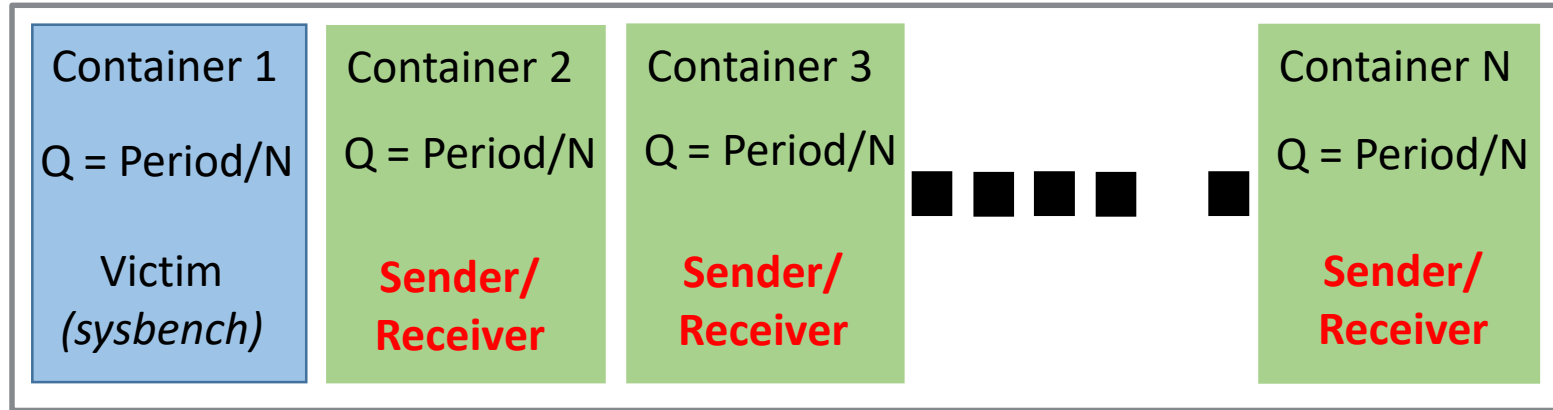 Container 1
Q = Period/N
Victim
(sysbench)
Container 2
Q = Period/N
Sender/
Receiver
Container 3
Q = Period/N
Sender/
Receiver
Container N
Q = Period/N
Sender/
Receiver